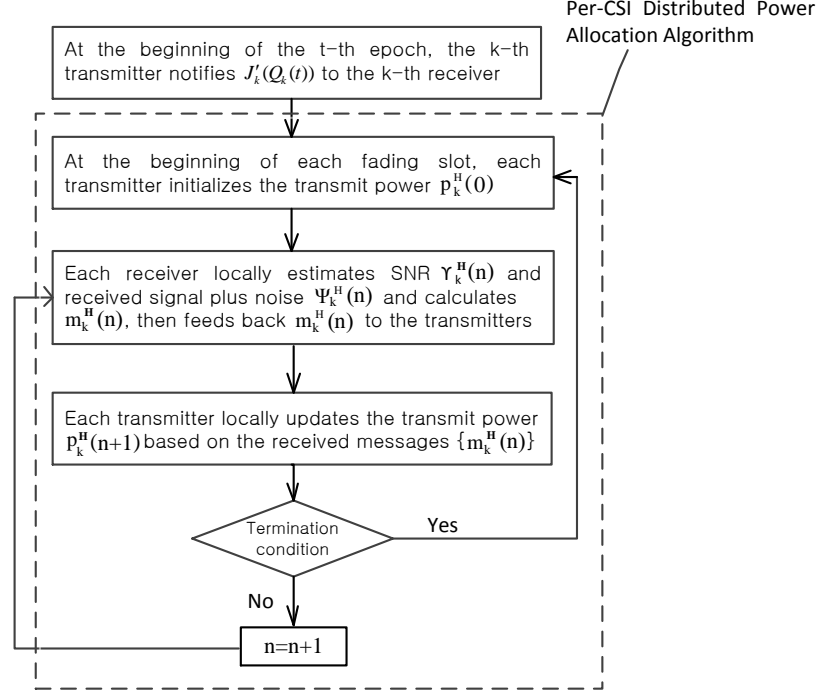 Per-CSI Distributed Power
Allocation Algorithm
At the beginning of the t-th epoch, the k-th
transmitter notifies J′ₖ(Qₖ(t)) to the k-th receiver
At the beginning of each fading slot, each
transmitter initializes the transmit power pₖᴴ(0)
Each receiver locally estimates SNR ϒₖᴴ(n) and
received signal plus noise Ψₖᴴ(n) and calculates
mₖᴴ(n), then feeds back mₖᴴ(n) to the transmitters
Each transmitter locally updates the transmit power
pₖᴴ(n+1) based on the received messages {mₖᴴ(n)}
Termination
condition
Yes
No
n=n+1